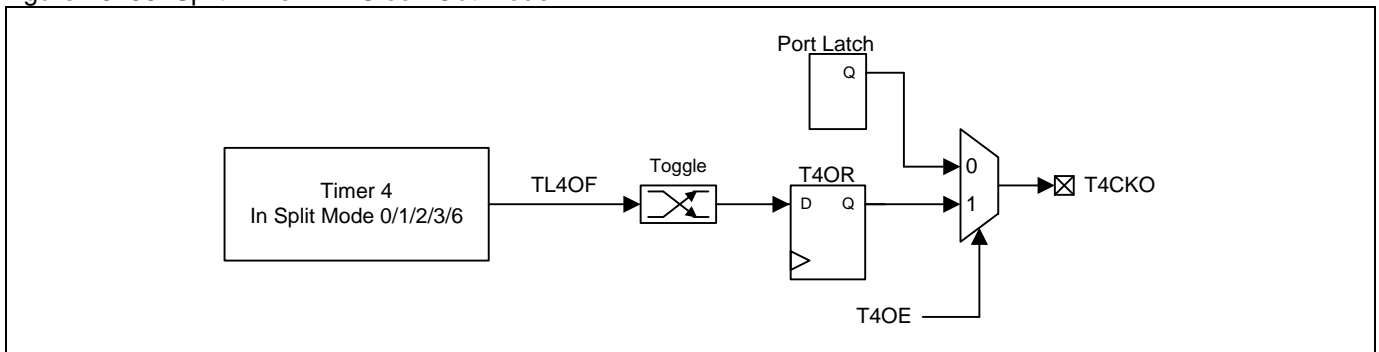 Port Latch
Q
Timer 4
In Split Mode 0/1/2/3/6
TL4OF
Toggle
T4OR
D Q
0
1
T4CKO
T4OE